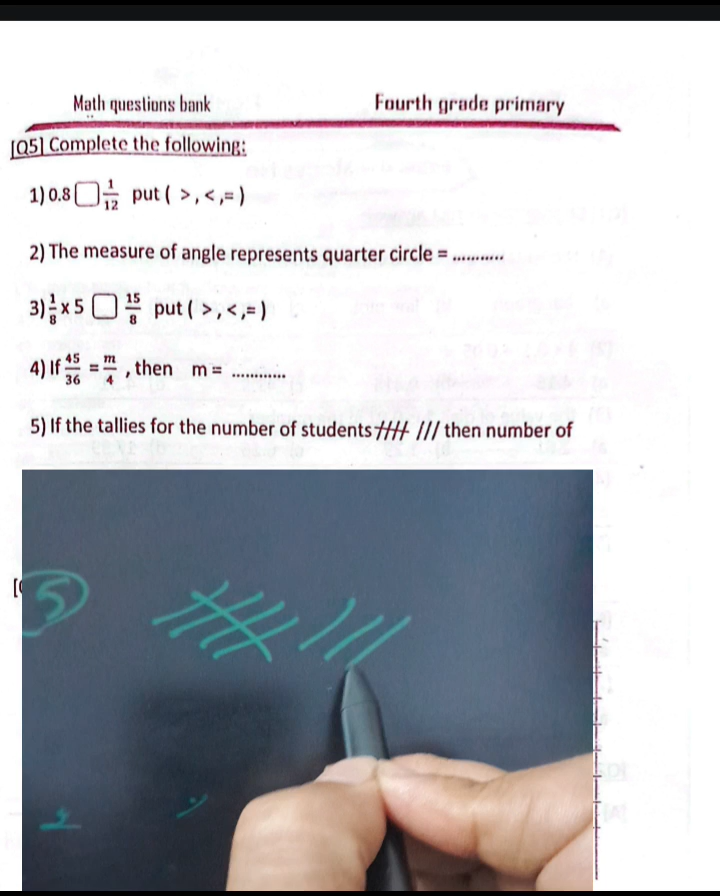 Math questions bank Fourth grade primary
[Q5] Complete the following:
1) 0.8 □ 1/12 put ( > , < ,= )
2) The measure of angle represents quarter circle = ...........
3) 1/8 x 5 □ 15/8 put ( > , < ,= )
4) If 45/36 = m/4 , then m = ............
5) If the tallies for the number of students //// /// then number of
5